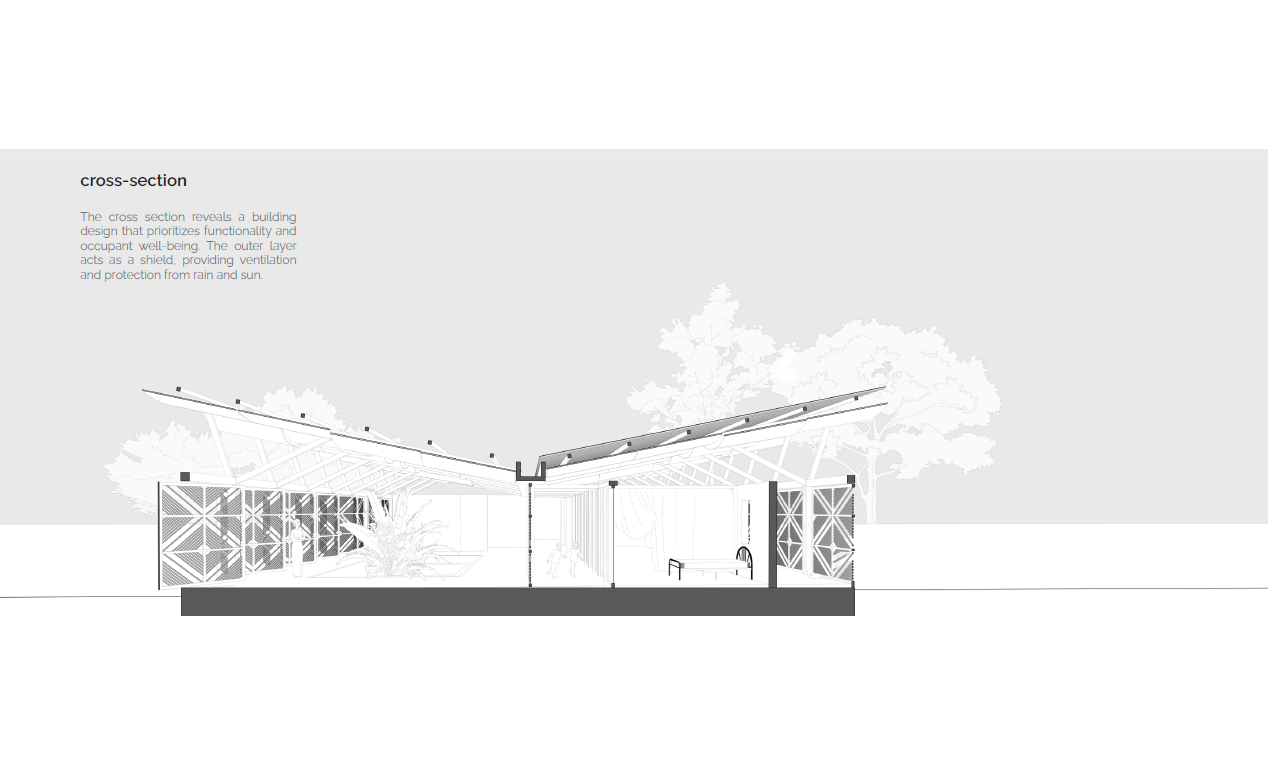 cross-section
The cross section reveals a building
design that prioritizes functionality and
occupant well-being. The outer layer
acts as a shield, providing ventilation
and protection from rain and sun.